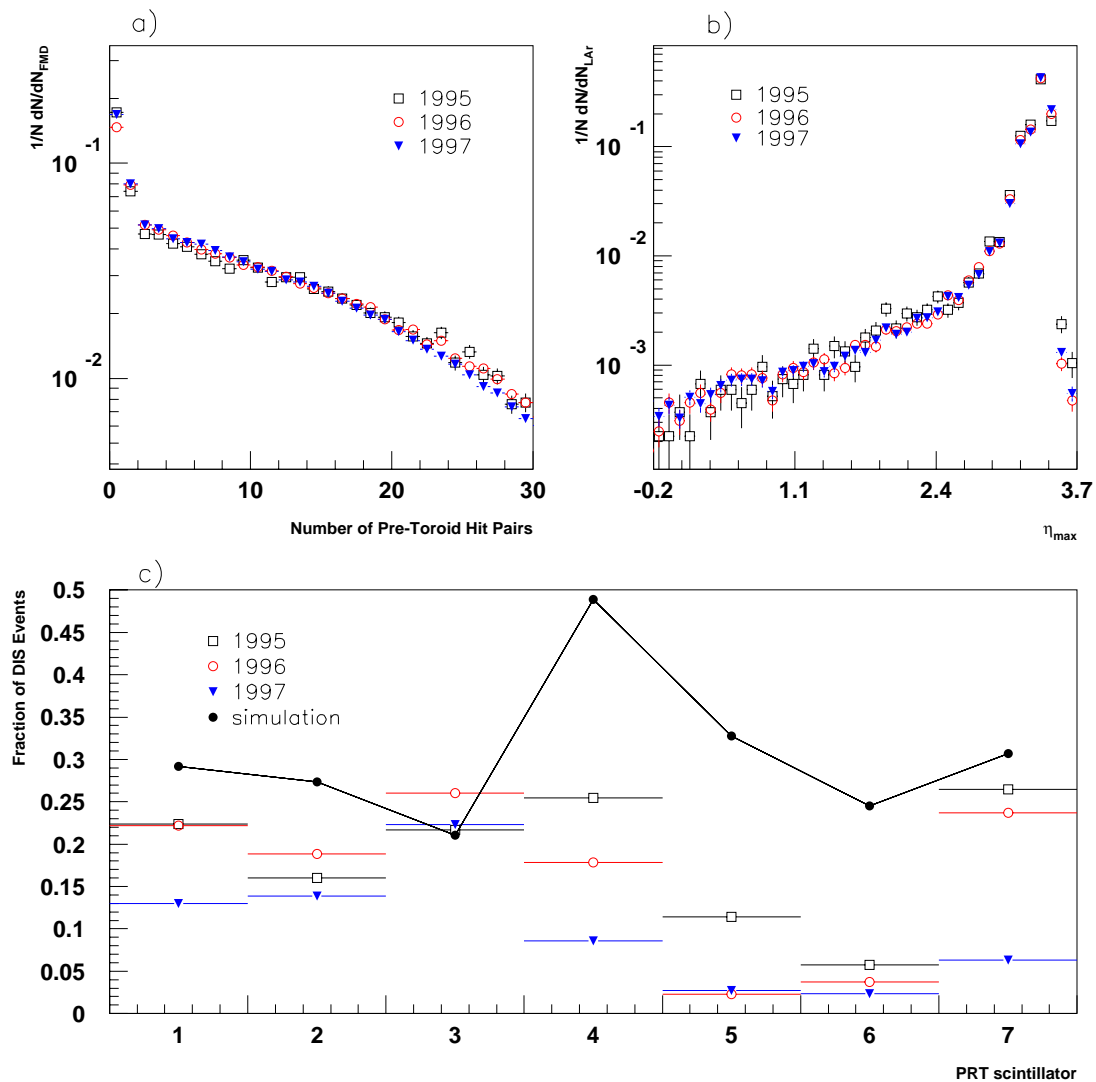 a)
1/N dN/dN_FMD
1995
1996
1997
10^-1
10^-2
0 10 20 30
Number of Pre-Toroid Hit Pairs
b)
1/N dN/dN_LAr
1995
1996
1997
10^-1
10^-2
10^-3
-0.2 1.1 2.4 3.7
η_max
c)
Fraction of DIS Events
1995
1996
1997
simulation
0.5
0.45
0.4
0.35
0.3
0.25
0.2
0.15
0.1
0.05
0
1 2 3 4 5 6 7
PRT scintillator